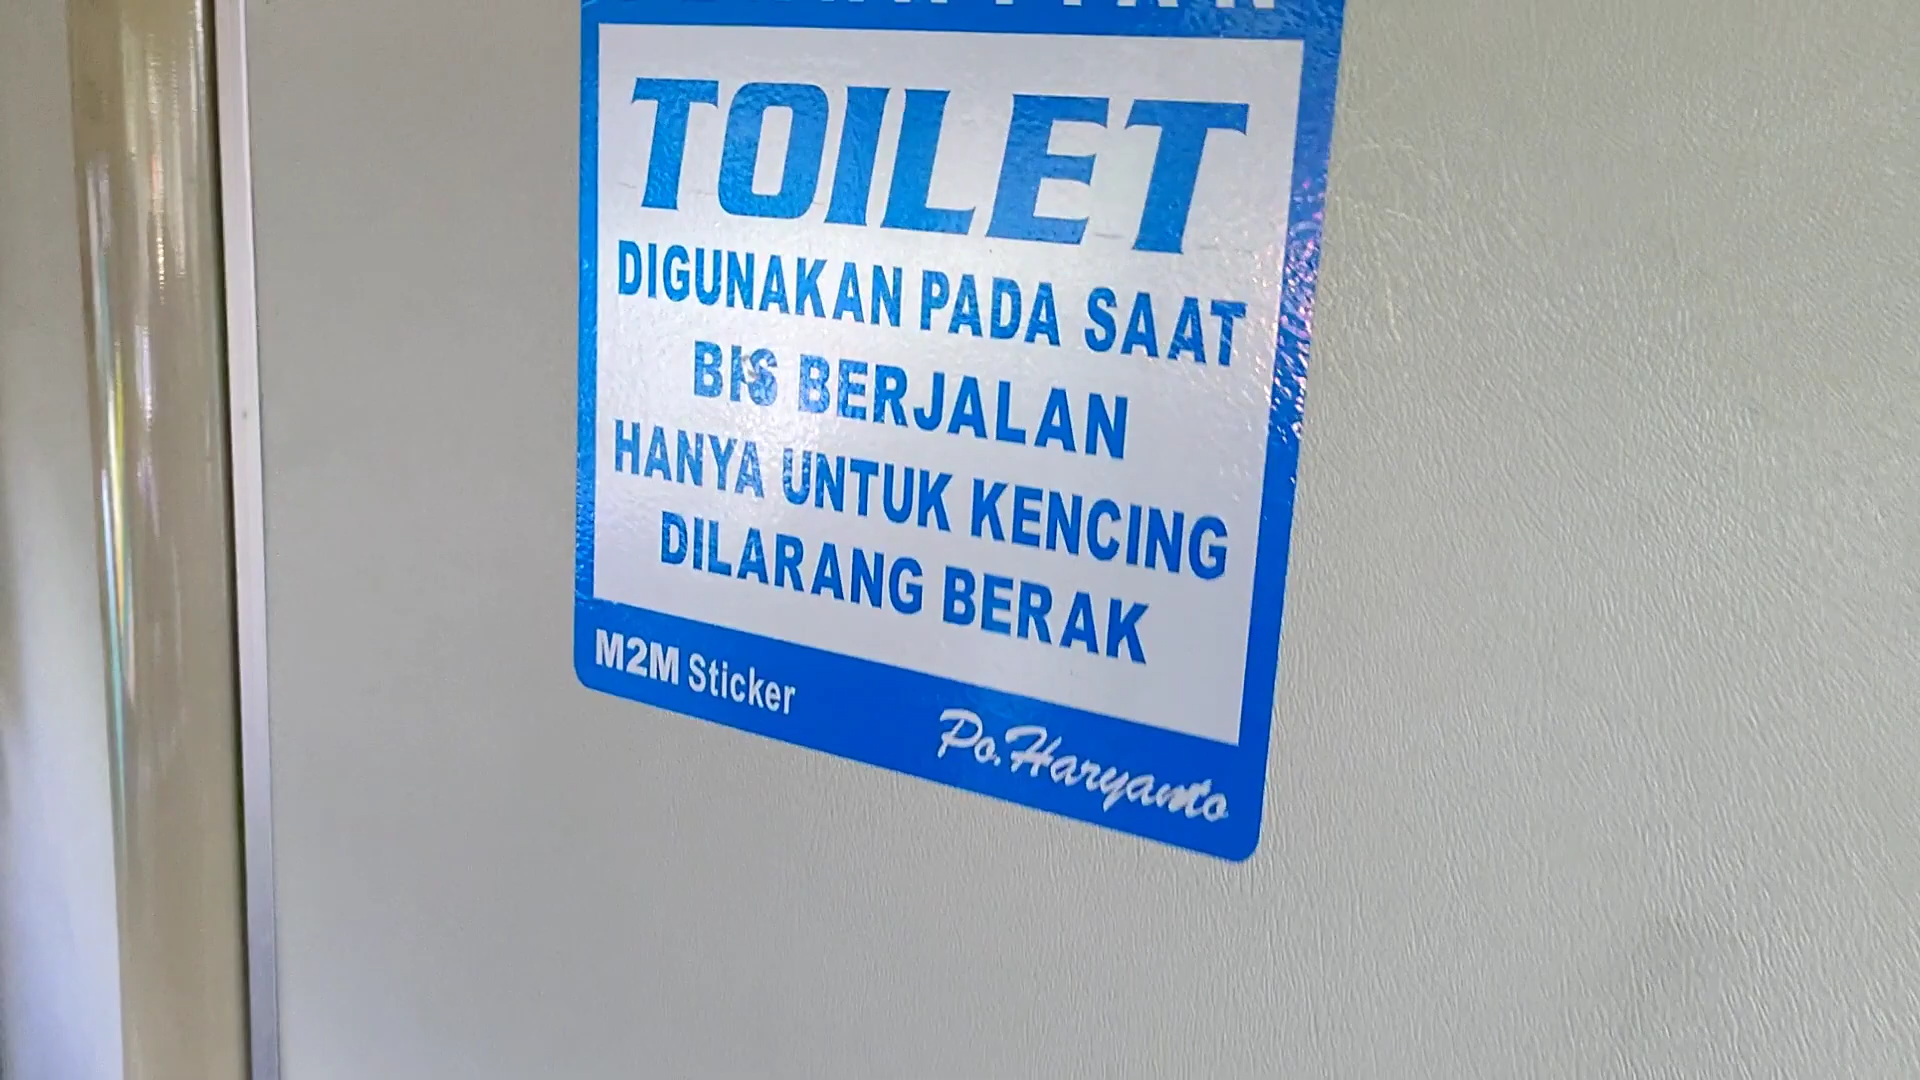 TOILET
DIGUNAKAN PADA SAAT
BIS BERJALAN
HANYA UNTUK KENCING
DILARANG BERAK
M2M Sticker
Po.Haryanto